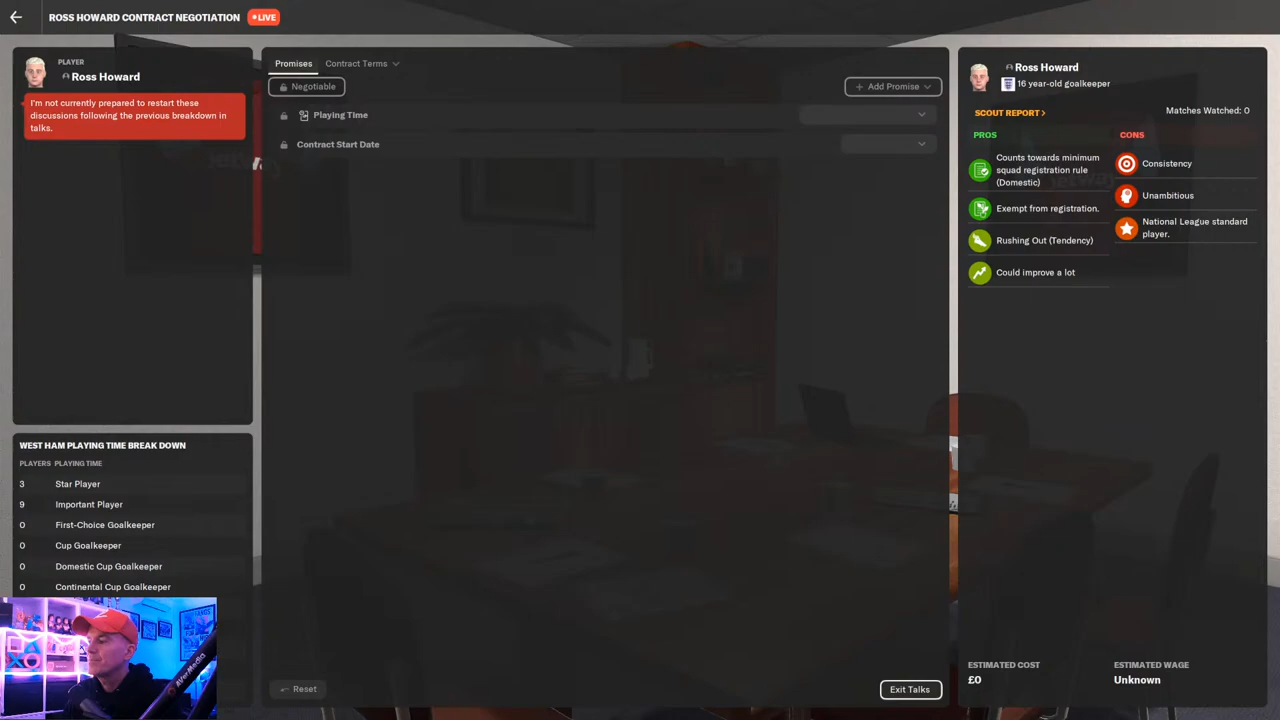 ROSS HOWARD CONTRACT NEGOTIATION
LIVE
PLAYER
Ross Howard
I'm not currently prepared to restart these
discussions following the previous breakdown in
talks.
WEST HAM PLAYING TIME BREAK DOWN
PLAYERS PLAYING TIME
3 Star Player
9 Important Player
0 First-Choice Goalkeeper
0 Cup Goalkeeper
0 Domestic Cup Goalkeeper
0 Continental Cup Goalkeeper
AVerMedia
Promises
Contract Terms
Negotiable
Add Promise
Playing Time
Contract Start Date
Reset
Exit Talks
Ross Howard
16 year-old goalkeeper
SCOUT REPORT >
Matches Watched: 0
PROS
Counts towards minimum
squad registration rule
(Domestic)
Exempt from registration.
Rushing Out (Tendency)
Could improve a lot
CONS
Consistency
Unambitious
National League standard
player.
ESTIMATED COST
£0
ESTIMATED WAGE
Unknown